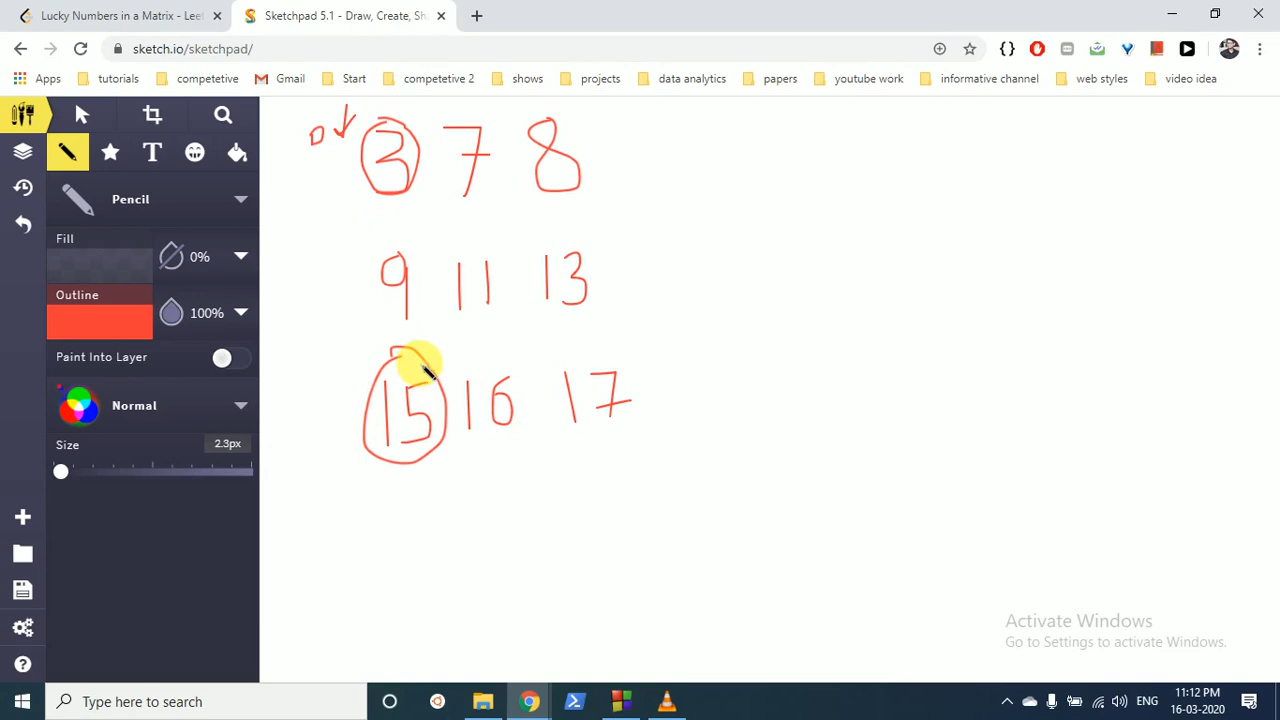 Lucky Numbers in a Matrix - Leet
Sketchpad 5.1 - Draw, Create, Sh
sketch.io/sketchpad/
Apps tutorials competetive Gmail Start competetive 2 shows projects data analytics papers youtube work informative channel web styles video idea
Pencil
Fill
0%
Outline
100%
Paint Into Layer
Normal
Size
2.3px
0 3 7 8
9 11 13
15 16 17
Activate Windows
Go to Settings to activate Windows.
Type here to search
ENG
11:12 PM
16-03-2020